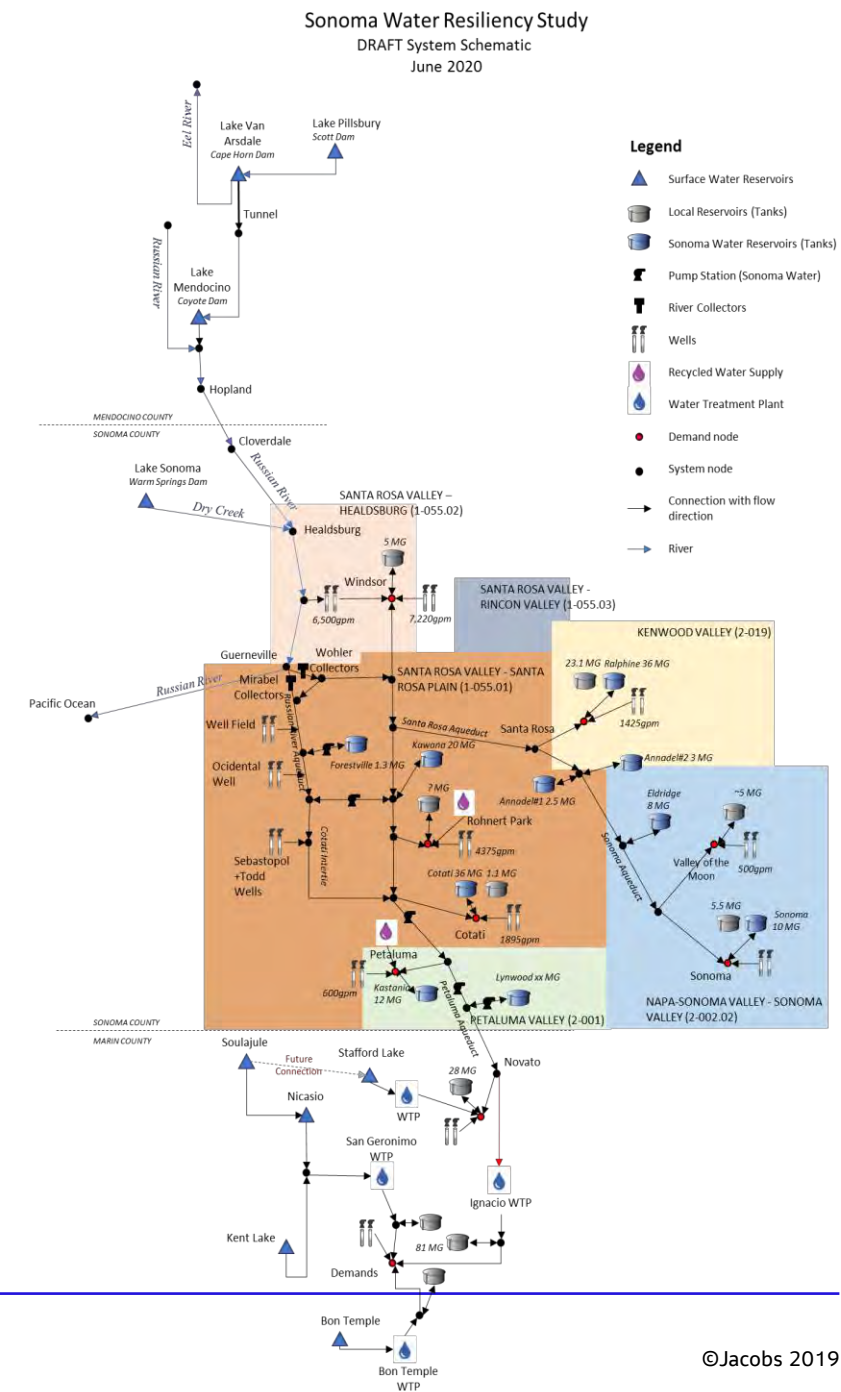 Sonoma Water Resiliency Study
DRAFT System Schematic
June 2020
Eel River
Lake Van
Arsdale
Cape Horn Dam
Lake Pillsbury
Scott Dam
Tunnel
Russian River
Lake
Mendocino
Coyote Dam
Hopland
MENDOCINO COUNTY
SONOMA COUNTY
Cloverdale
Russian River
Lake Sonoma
Warm Springs Dam
Dry Creek
Healdsburg
Legend
Surface Water Reservoirs
Local Reservoirs (Tanks)
Sonoma Water Reservoirs (Tanks)
Pump Station (Sonoma Water)
River Collectors
Wells
Recycled Water Supply
Water Treatment Plant
Demand node
System node
Connection with flow
direction
River
SANTA ROSA VALLEY –
HEALDSBURG (1-055.02)
5 MG
Windsor
6,500gpm
7,220gpm
SANTA ROSA VALLEY -
RINCON VALLEY (1-055.03)
KENWOOD VALLEY (2-019)
Guerneville
Wohler
Collectors
Mirabel
Collectors
Russian River
Pacific Ocean
SANTA ROSA VALLEY - SANTA
ROSA PLAIN (1-055.01)
23.1 MG
Ralphine 36 MG
1425gpm
Santa Rosa Aqueduct
Santa Rosa
Well Field
Russian River Aqueduct
Forestville 1.3 MG
Kawana 20 MG
Annadel#2 3 MG
Annadel#1 2.5 MG
Ocidental
Well
? MG
Rohnert Park
4375gpm
Eldridge
8 MG
~5 MG
Valley of the
Moon
500gpm
Sonoma Aqueduct
Sebastopol
+Todd
Wells
Cotati Intertie
Cotati 36 MG
1.1 MG
Cotati
1895gpm
5.5 MG
Sonoma
10 MG
Sonoma
Petaluma
600gpm
Kastania
12 MG
Lynwood xx MG
Petaluma Aqueduct
PETALUMA VALLEY (2-001)
NAPA-SONOMA VALLEY - SONOMA
VALLEY (2-002.02)
SONOMA COUNTY
MARIN COUNTY
Soulajule
Future
Connection
Stafford Lake
WTP
28 MG
Novato
Nicasio
San Geronimo
WTP
Ignacio WTP
Kent Lake
81 MG
Demands
Bon Temple
Bon Temple
WTP
©Jacobs 2019